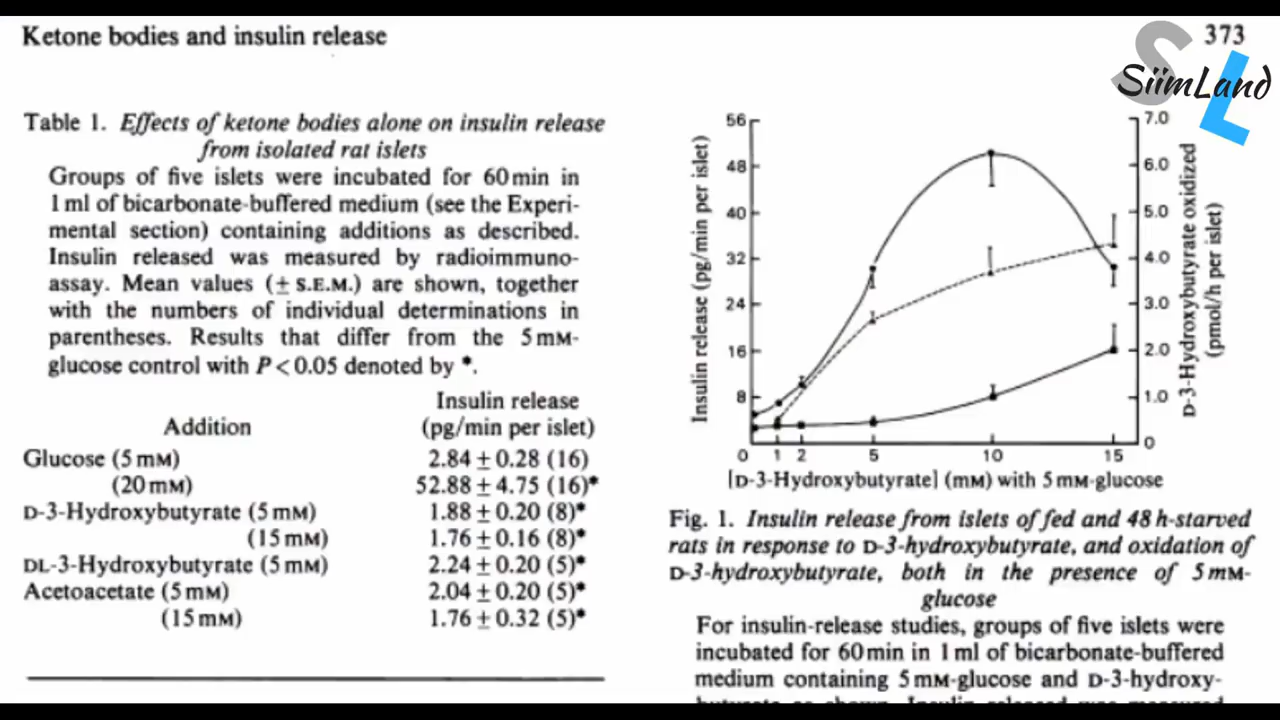 Ketone bodies and insulin release
373
SiimLand
Table 1. Effects of ketone bodies alone on insulin release
from isolated rat islets
Groups of five islets were incubated for 60 min in
1 ml of bicarbonate-buffered medium (see the Experi-
mental section) containing additions as described.
Insulin released was measured by radioimmuno-
assay. Mean values (± S.E.M.) are shown, together
with the numbers of individual determinations in
parentheses. Results that differ from the 5 mM-
glucose control with P < 0.05 denoted by *.
Insulin release
Addition (pg/min per islet)
Glucose (5 mM) 2.84 ± 0.28 (16)
(20 mM) 52.88 ± 4.75 (16)*
D-3-Hydroxybutyrate (5 mM) 1.88 ± 0.20 (8)*
(15 mM) 1.76 ± 0.16 (8)*
DL-3-Hydroxybutyrate (5 mM) 2.24 ± 0.20 (5)*
Acetoacetate (5 mM) 2.04 ± 0.20 (5)*
(15 mM) 1.76 ± 0.32 (5)*
Insulin release (pg/min per islet)
56
48
40
32
24
16
8
0 1 2 5 10 15
7.0
6.0
5.0
4.0
3.0
2.0
1.0
0
D-3-Hydroxybutyrate oxidized
(pmol/h per islet)
[D-3-Hydroxybutyrate] (mM) with 5 mM-glucose
Fig. 1. Insulin release from islets of fed and 48 h-starved
rats in response to D-3-hydroxybutyrate, and oxidation of
D-3-hydroxybutyrate, both in the presence of 5 mM-
glucose
For insulin-release studies, groups of five islets were
incubated for 60 min in 1 ml of bicarbonate-buffered
medium containing 5 mM-glucose and D-3-hydroxy-